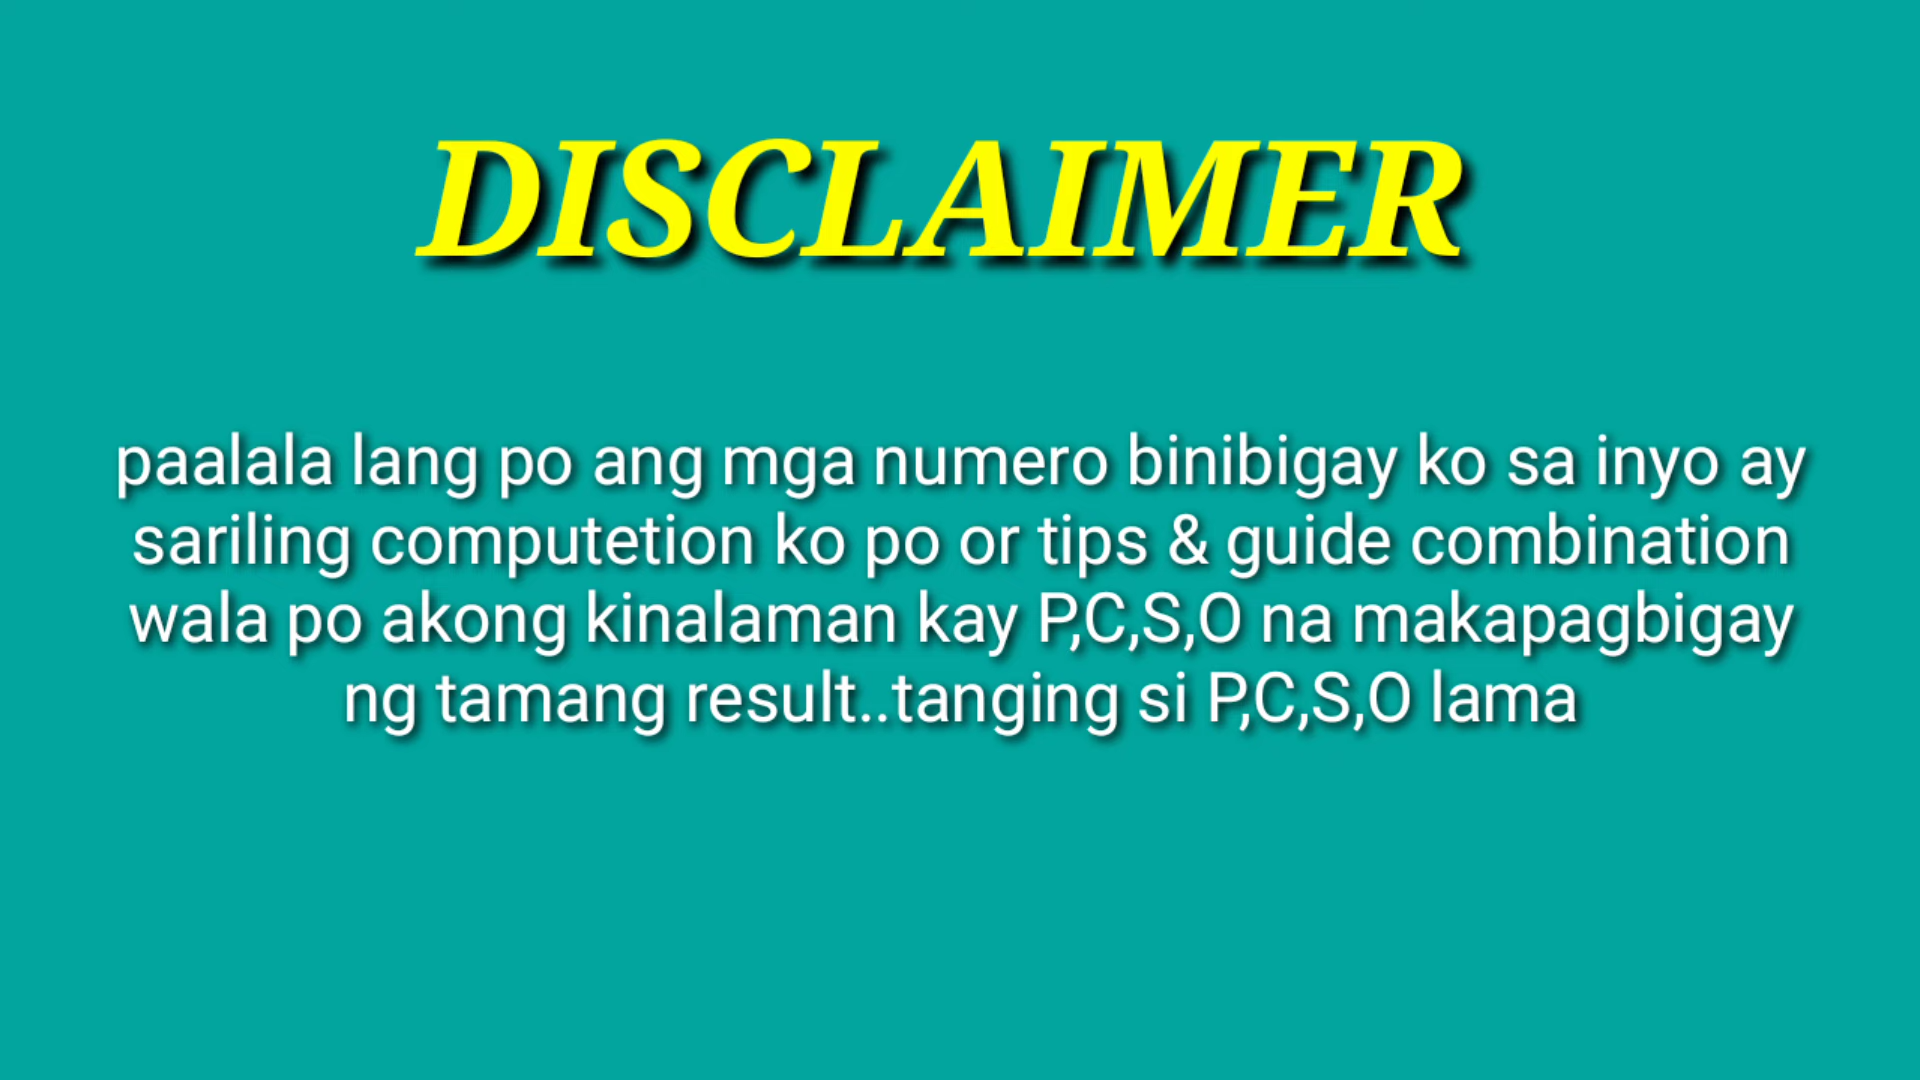 DISCLAIMER
paalala lang po ang mga numero binibigay ko sa inyo ay
sariling computetion ko po or tips & guide combination
wala po akong kinalaman kay P,C,S,O na makapagbigay
ng tamang result..tanging si P,C,S,O lama